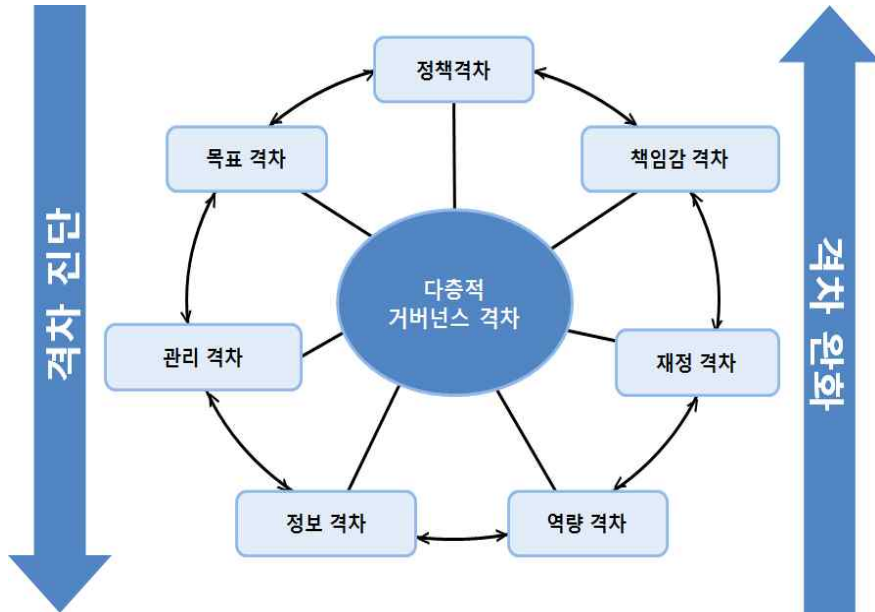 정책격차
목표 격차
책임감 격차
격차 진단
다층적
거버넌스 격차
격차 완화
관리 격차
재정 격차
정보 격차
역량 격차